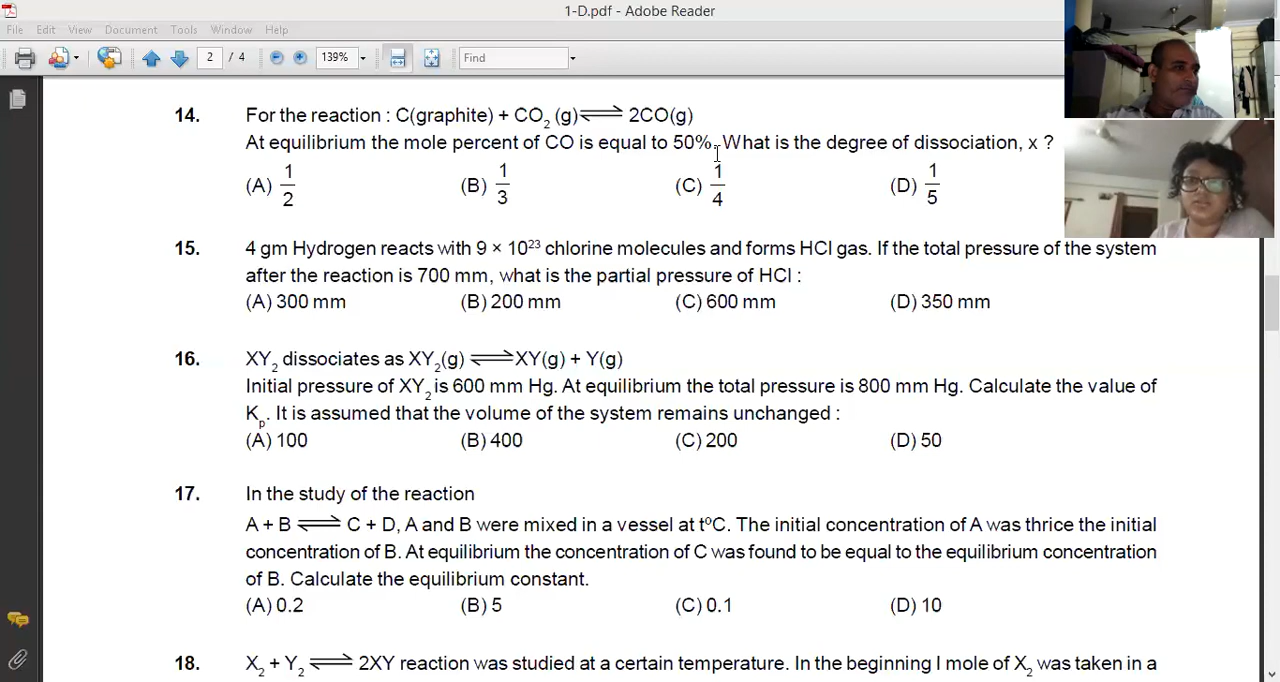 1-D.pdf - Adobe Reader
File Edit View Document Tools Window Help
2 / 4 139% Find
14. For the reaction : C(graphite) + CO₂ (g) ⇌ 2CO(g)
At equilibrium the mole percent of CO is equal to 50%. What is the degree of dissociation, x ?
(A) 1/2 (B) 1/3 (C) 1/4 (D) 1/5
15. 4 gm Hydrogen reacts with 9 × 10²³ chlorine molecules and forms HCl gas. If the total pressure of the system
after the reaction is 700 mm, what is the partial pressure of HCl :
(A) 300 mm (B) 200 mm (C) 600 mm (D) 350 mm
16. XY₂ dissociates as XY₂(g) ⇌ XY(g) + Y(g)
Initial pressure of XY₂ is 600 mm Hg. At equilibrium the total pressure is 800 mm Hg. Calculate the value of
Kₚ. It is assumed that the volume of the system remains unchanged :
(A) 100 (B) 400 (C) 200 (D) 50
17. In the study of the reaction
A + B ⇌ C + D, A and B were mixed in a vessel at tºC. The initial concentration of A was thrice the initial
concentration of B. At equilibrium the concentration of C was found to be equal to the equilibrium concentration
of B. Calculate the equilibrium constant.
(A) 0.2 (B) 5 (C) 0.1 (D) 10
18. X₂ + Y₂ ⇌ 2XY reaction was studied at a certain temperature. In the beginning I mole of X₂ was taken in a